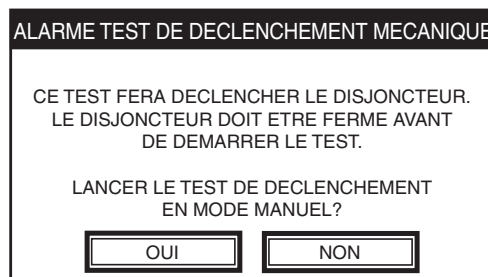 ALARME TEST DE DECLENCHEMENT MECANIQUE
CE TEST FERA DECLENCHER LE DISJONCTEUR.
LE DISJONCTEUR DOIT ETRE FERME AVANT
DE DEMARRER LE TEST.
LANCER LE TEST DE DECLENCHEMENT
EN MODE MANUEL?
OUI
NON